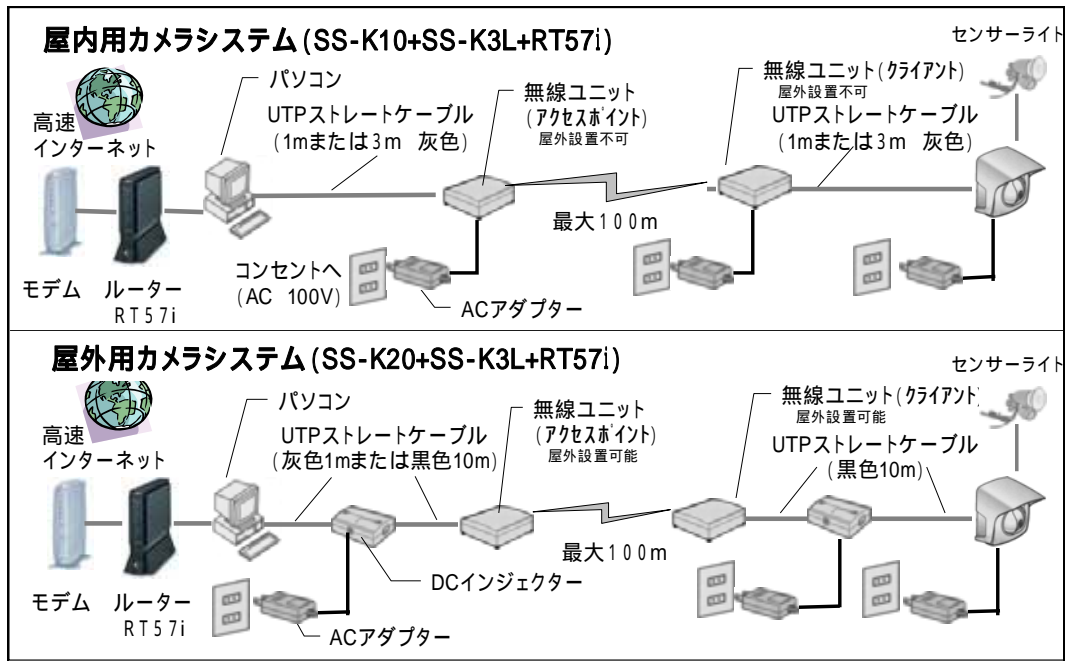 屋内用カメラシステム(SS-K10+SS-K3L+RT57i)
センサーライト
パソコン
無線ユニット
(アクセスポイント)
屋外設置不可
無線ユニット(クライアント)
屋外設置不可
高速
インターネット
UTPストレートケーブル
(1mまたは3m 灰色)
UTPストレートケーブル
(1mまたは3m 灰色)
最大100m
モデム
ルーター
RT57i
コンセントへ
(AC 100V)
ACアダプター
屋外用カメラシステム(SS-K20+SS-K3L+RT57i)
センサーライト
パソコン
無線ユニット
(アクセスポイント)
屋外設置可能
無線ユニット(クライアント)
屋外設置可能
高速
インターネット
UTPストレートケーブル
(灰色1mまたは黒色10m)
UTPストレートケーブル
(黒色10m)
最大100m
DCインジェクター
モデム
ルーター
RT57i
ACアダプター